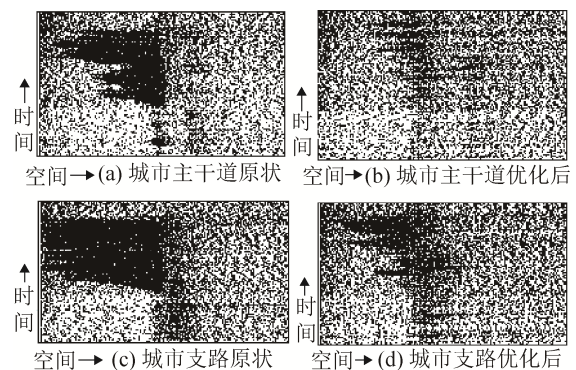 时间
时间
空间 (a) 城市主干道原状
空间 (b) 城市主干道优化后
时间
时间
空间 (c) 城市支路原状
空间 (d) 城市支路优化后